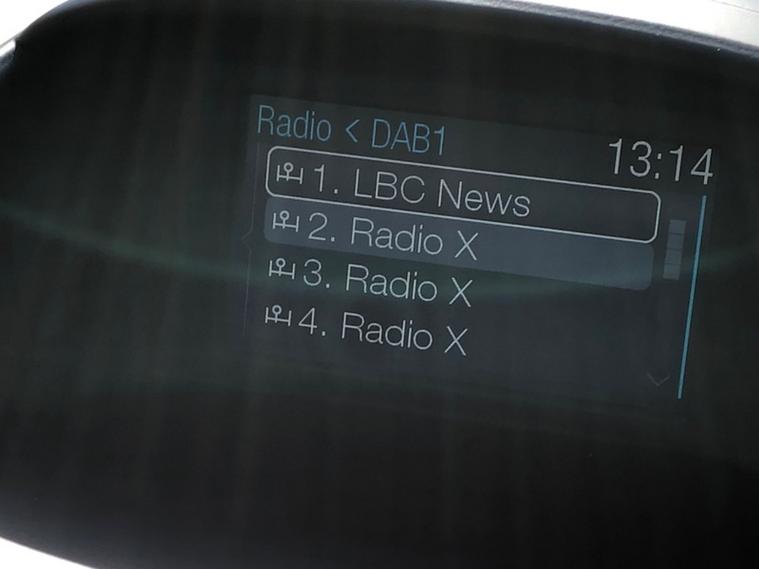 Radio < DAB1
13:14
1. LBC News
2. Radio X
3. Radio X
4. Radio X